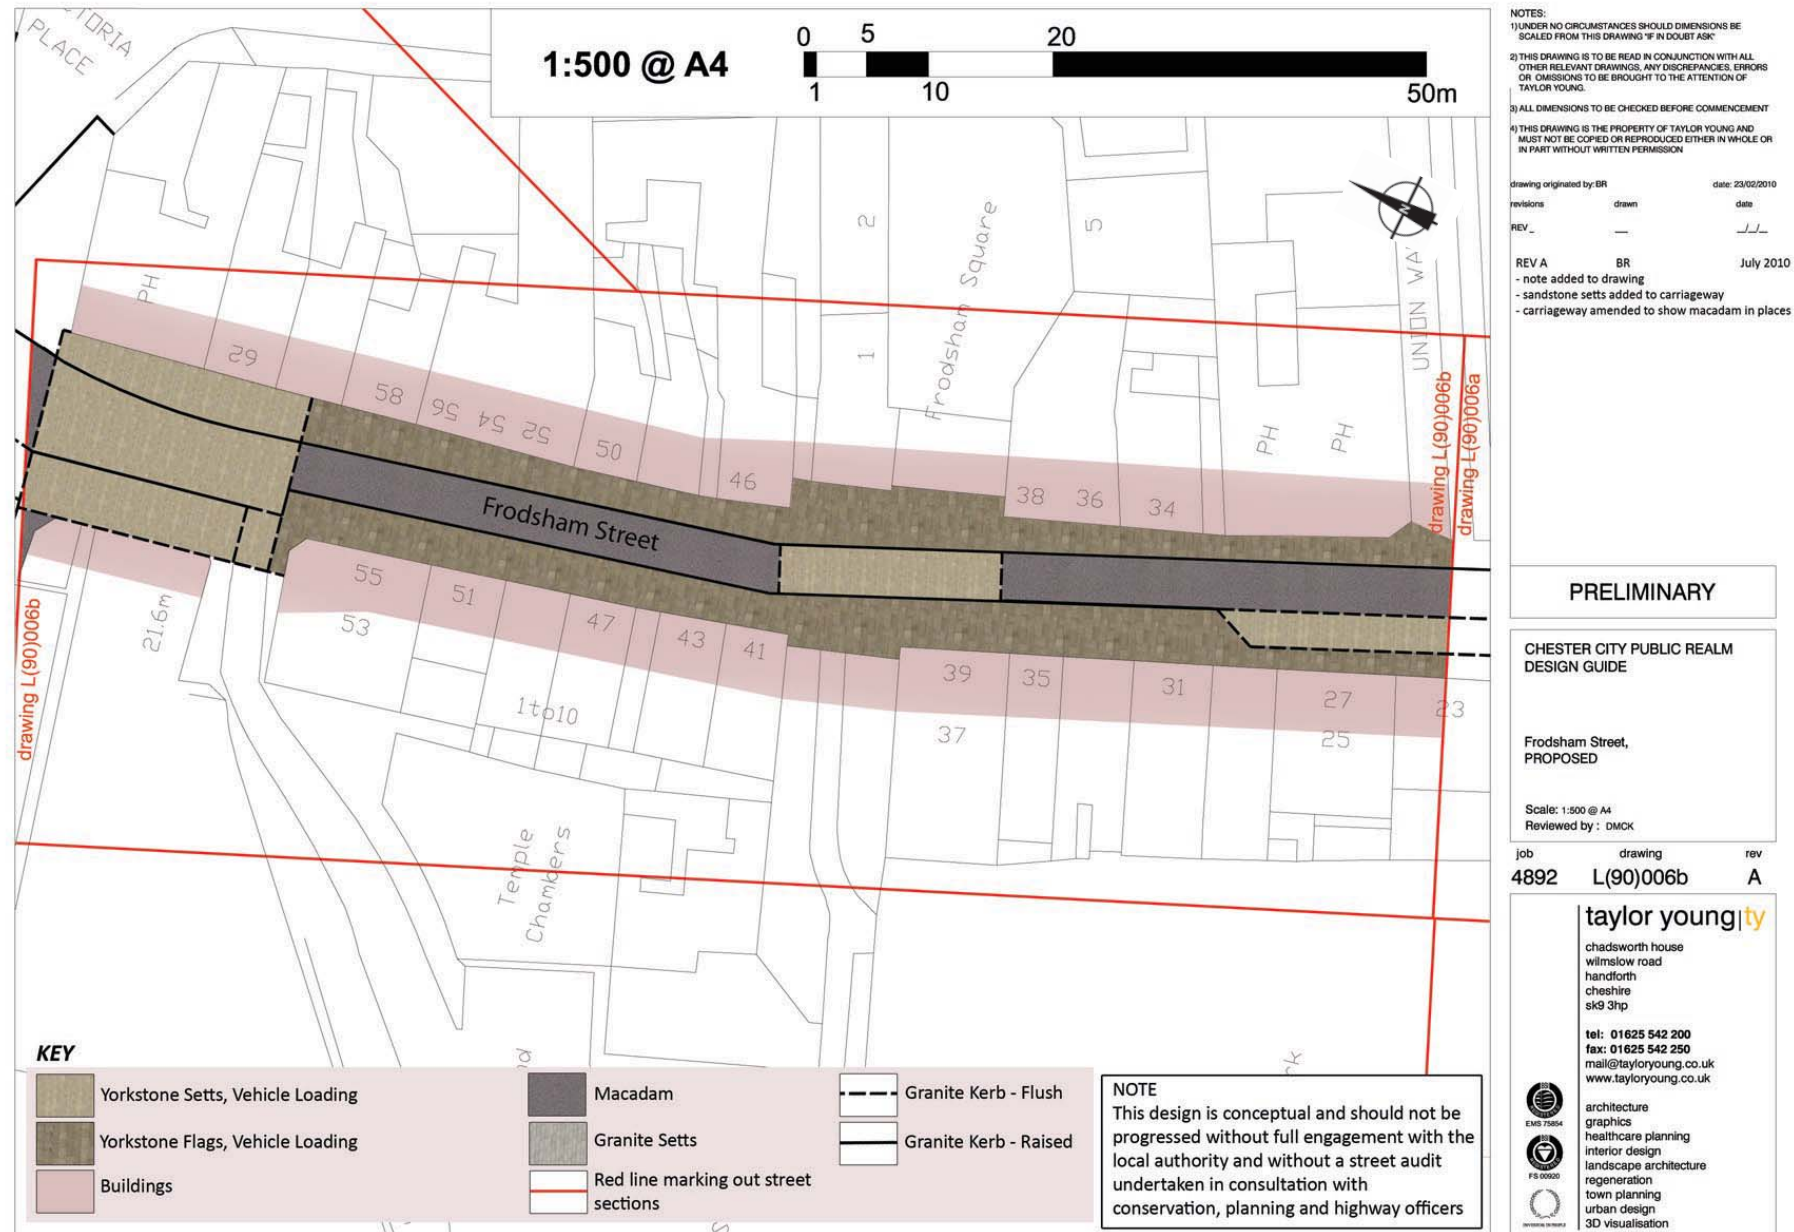 1:500 @ A4
0 5 20
1 10 50m
VICTORIA
PLACE
PH
62
58
56
54
52
50
46
2
1
Frodsham Square
5
38
36
34
PH
PH
UNION WA
drawing L(90)006b
drawing L(90)006a
N
Frodsham Street
drawing L(90)006b
21.6m
55
53
51
47
43
41
1to10
39
37
35
31
27
25
23
Temple
Chambers
KEY
Yorkstone Setts, Vehicle Loading
Yorkstone Flags, Vehicle Loading
Buildings
Macadam
Granite Setts
Red line marking out street
sections
Granite Kerb - Flush
Granite Kerb - Raised
NOTE
This design is conceptual and should not be
progressed without full engagement with the
local authority and without a street audit
undertaken in consultation with
conservation, planning and highway officers
NOTES:
1) UNDER NO CIRCUMSTANCES SHOULD DIMENSIONS BE
SCALED FROM THIS DRAWING "IF IN DOUBT ASK"
2) THIS DRAWING IS TO BE READ IN CONJUNCTION WITH ALL
OTHER RELEVANT DRAWINGS, ANY DISCREPANCIES, ERRORS
OR OMISSIONS TO BE BROUGHT TO THE ATTENTION OF
TAYLOR YOUNG.
3) ALL DIMENSIONS TO BE CHECKED BEFORE COMMENCEMENT
4) THIS DRAWING IS THE PROPERTY OF TAYLOR YOUNG AND
MUST NOT BE COPIED OR REPRODUCED EITHER IN WHOLE OR
IN PART WITHOUT WRITTEN PERMISSION
drawing originated by: BR date: 23/02/2010
revisions drawn date
REV _ __ _/_/_
REV A BR July 2010
- note added to drawing
- sandstone setts added to carriageway
- carriageway amended to show macadam in places
PRELIMINARY
CHESTER CITY PUBLIC REALM
DESIGN GUIDE
Frodsham Street,
PROPOSED
Scale: 1:500 @ A4
Reviewed by : DMCK
job drawing rev
4892 L(90)006b A
taylor young|ty
chadsworth house
wilmslow road
handforth
cheshire
sk9 3hp
tel: 01625 542 200
fax: 01625 542 250
mail@tayloryoung.co.uk
www.tayloryoung.co.uk
architecture
graphics
healthcare planning
interior design
landscape architecture
regeneration
town planning
urban design
3D visualisation
EMS 75854
FS 00920